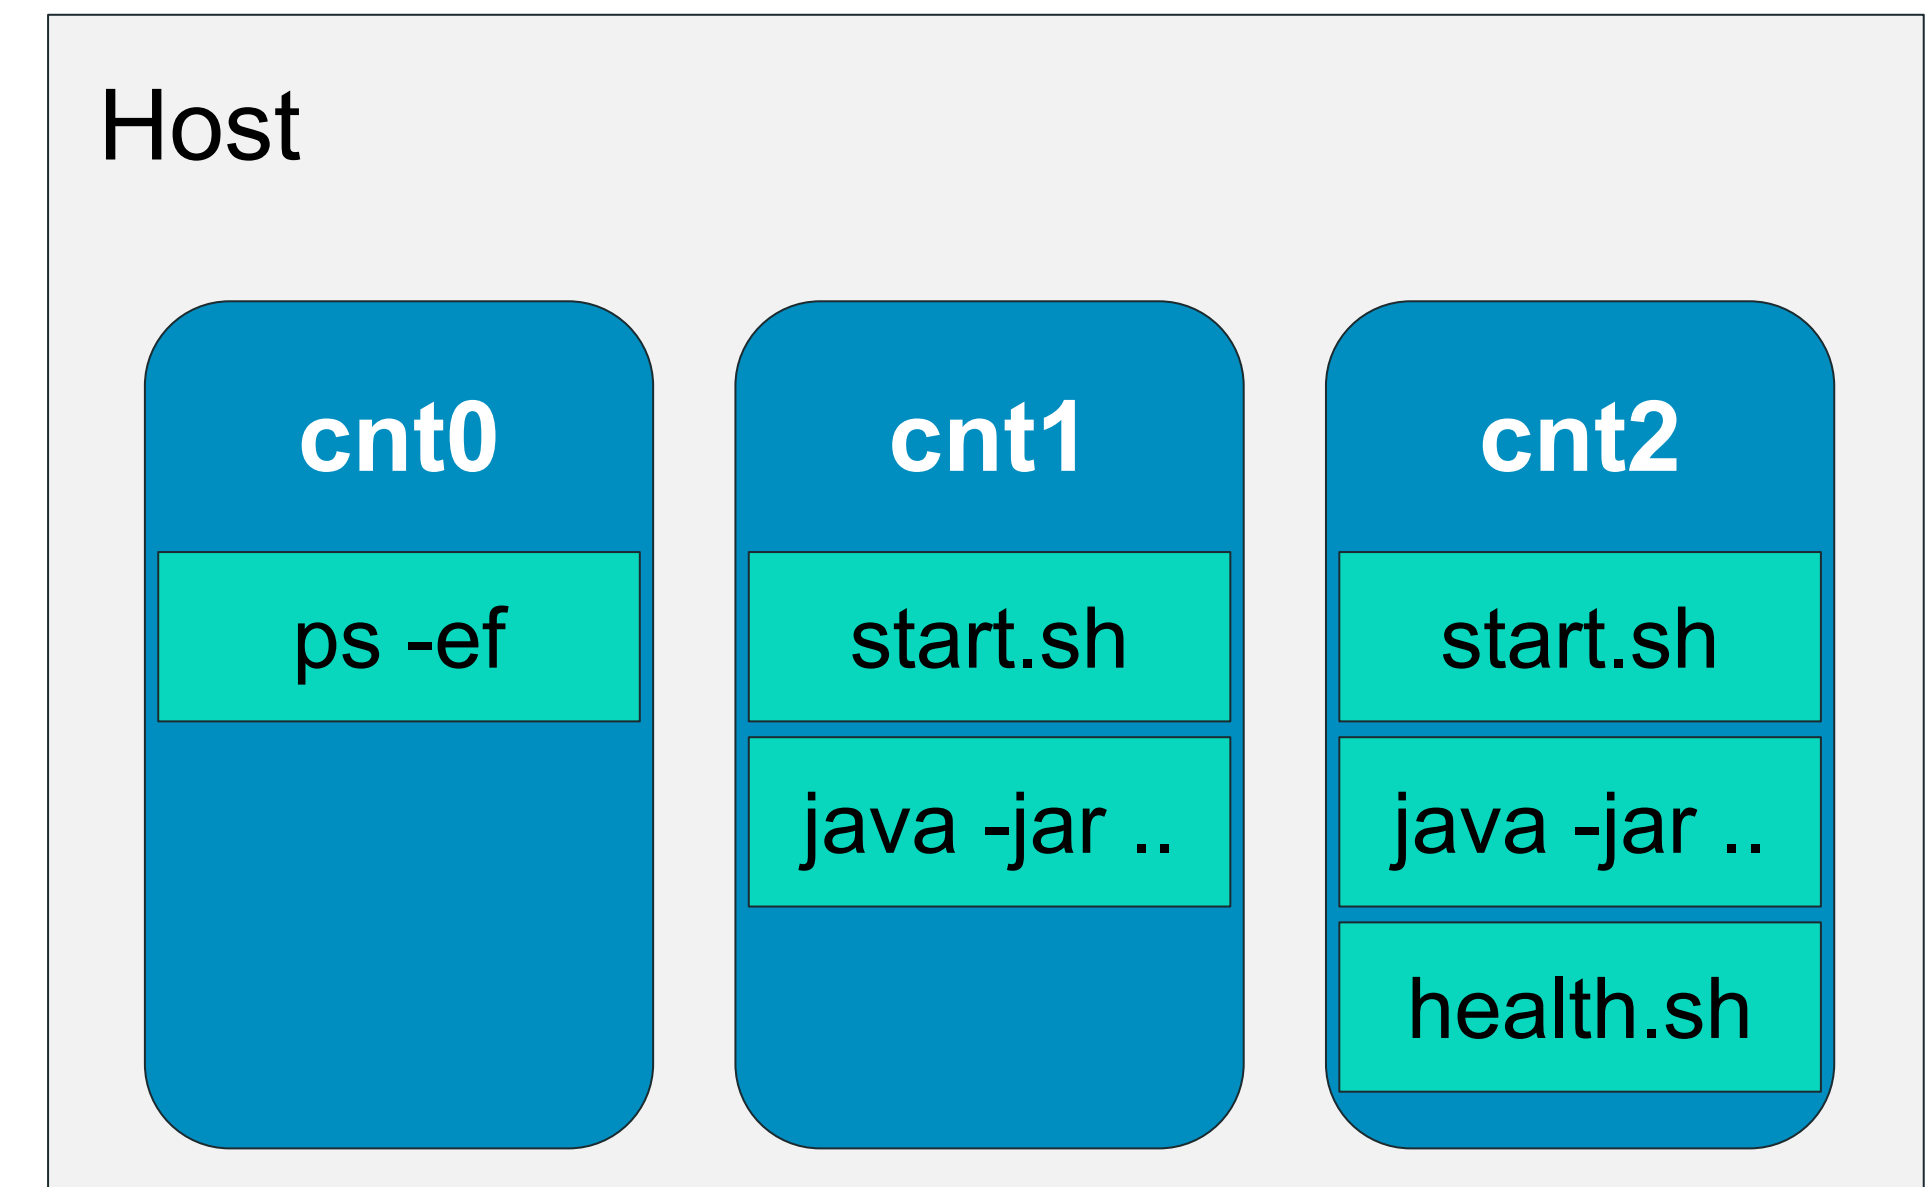 Host
cnt0
ps -ef
cnt1
start.sh
java -jar ..
cnt2
start.sh
java -jar ..
health.sh